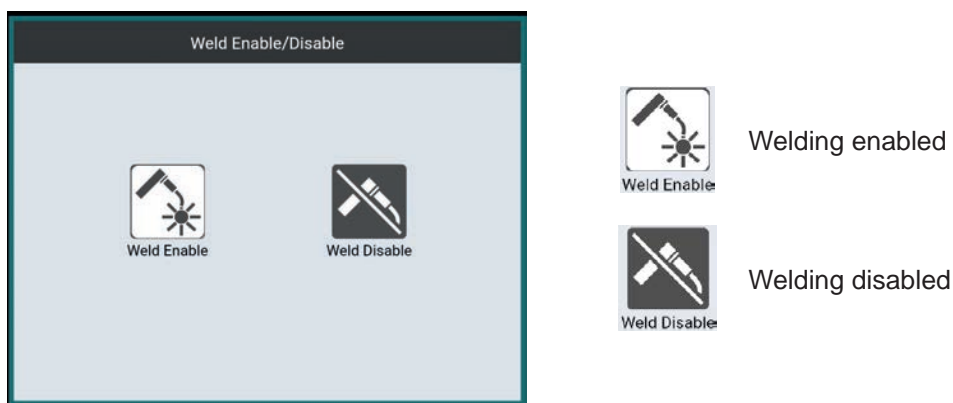 Weld Enable/Disable
Weld Enable
Weld Disable
Weld Enable
Welding enabled
Weld Disable
Welding disabled